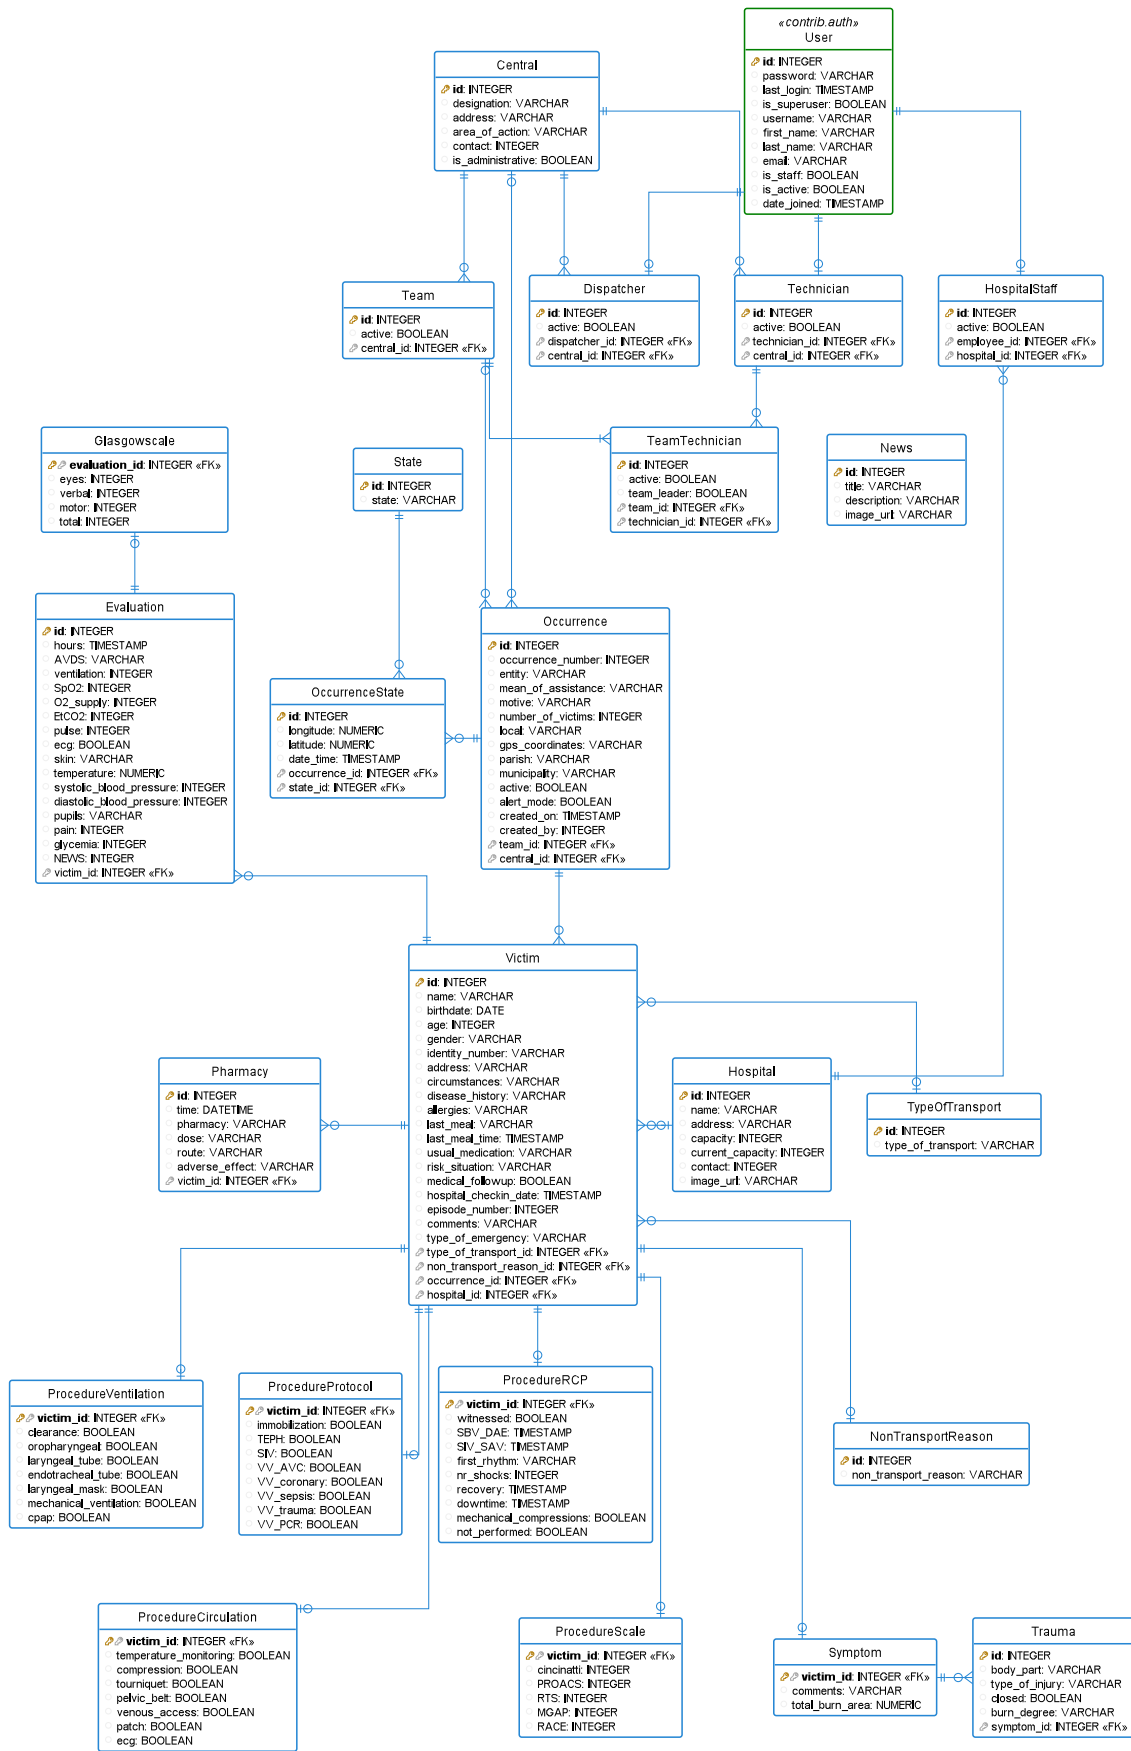 «contrib.auth»
User
id: INTEGER
password: VARCHAR
last_login: TIMESTAMP
is_superuser: BOOLEAN
username: VARCHAR
first_name: VARCHAR
last_name: VARCHAR
email: VARCHAR
is_staff: BOOLEAN
is_active: BOOLEAN
date_joined: TIMESTAMP
Central
id: INTEGER
designation: VARCHAR
address: VARCHAR
area_of_action: VARCHAR
contact: INTEGER
is_administrative: BOOLEAN
Team
id: INTEGER
active: BOOLEAN
central_id: INTEGER «FK»
Dispatcher
id: INTEGER
active: BOOLEAN
dispatcher_id: INTEGER «FK»
central_id: INTEGER «FK»
Technician
id: INTEGER
active: BOOLEAN
technician_id: INTEGER «FK»
central_id: INTEGER «FK»
HospitalStaff
id: INTEGER
active: BOOLEAN
employee_id: INTEGER «FK»
hospital_id: INTEGER «FK»
Glasgowscale
evaluation_id: INTEGER «FK»
eyes: INTEGER
verbal: INTEGER
motor: INTEGER
total: INTEGER
State
id: INTEGER
state: VARCHAR
TeamTechnician
id: INTEGER
active: BOOLEAN
team_leader: BOOLEAN
team_id: INTEGER «FK»
technician_id: INTEGER «FK»
News
id: INTEGER
title: VARCHAR
description: VARCHAR
image_url: VARCHAR
Evaluation
id: INTEGER
hours: TIMESTAMP
AVDS: VARCHAR
ventilation: INTEGER
SpO2: INTEGER
O2_supply: INTEGER
EtCO2: INTEGER
pulse: INTEGER
ecg: BOOLEAN
skin: VARCHAR
temperature: NUMERIC
systolic_blood_pressure: INTEGER
diastolic_blood_pressure: INTEGER
pupils: VARCHAR
pain: INTEGER
glycemia: INTEGER
NEWS: INTEGER
victim_id: INTEGER «FK»
OccurrenceState
id: INTEGER
longitude: NUMERIC
latitude: NUMERIC
date_time: TIMESTAMP
occurrence_id: INTEGER «FK»
state_id: INTEGER «FK»
Occurrence
id: INTEGER
occurrence_number: INTEGER
entity: VARCHAR
mean_of_assistance: VARCHAR
motive: VARCHAR
number_of_victims: INTEGER
local: VARCHAR
gps_coordinates: VARCHAR
parish: VARCHAR
municipality: VARCHAR
active: BOOLEAN
alert_mode: BOOLEAN
created_on: TIMESTAMP
created_by: INTEGER
team_id: INTEGER «FK»
central_id: INTEGER «FK»
Victim
id: INTEGER
name: VARCHAR
birthdate: DATE
age: INTEGER
gender: VARCHAR
identity_number: VARCHAR
address: VARCHAR
circumstances: VARCHAR
disease_history: VARCHAR
allergies: VARCHAR
last_meal: VARCHAR
last_meal_time: TIMESTAMP
usual_medication: VARCHAR
risk_situation: VARCHAR
medical_followup: BOOLEAN
hospital_checkin_date: TIMESTAMP
episode_number: INTEGER
comments: VARCHAR
type_of_emergency: VARCHAR
type_of_transport_id: INTEGER «FK»
non_transport_reason_id: INTEGER «FK»
occurrence_id: INTEGER «FK»
hospital_id: INTEGER «FK»
Pharmacy
id: INTEGER
time: DATETIME
pharmacy: VARCHAR
dose: VARCHAR
route: VARCHAR
adverse_effect: VARCHAR
victim_id: INTEGER «FK»
Hospital
id: INTEGER
name: VARCHAR
address: VARCHAR
capacity: INTEGER
current_capacity: INTEGER
contact: INTEGER
image_url: VARCHAR
TypeOfTransport
id: INTEGER
type_of_transport: VARCHAR
ProcedureVentilation
victim_id: INTEGER «FK»
clearance: BOOLEAN
oropharyngeal: BOOLEAN
laryngeal_tube: BOOLEAN
endotracheal_tube: BOOLEAN
laryngeal_mask: BOOLEAN
mechanical_ventilation: BOOLEAN
cpap: BOOLEAN
ProcedureProtocol
victim_id: INTEGER «FK»
immobilization: BOOLEAN
TEPH: BOOLEAN
SIV: BOOLEAN
VV_AVC: BOOLEAN
VV_coronary: BOOLEAN
VV_sepsis: BOOLEAN
VV_trauma: BOOLEAN
VV_PCR: BOOLEAN
ProcedureRCP
victim_id: INTEGER «FK»
witnessed: BOOLEAN
SBV_DAE: TIMESTAMP
SIV_SAV: TIMESTAMP
first_rhythm: VARCHAR
nr_shocks: INTEGER
recovery: TIMESTAMP
downtime: TIMESTAMP
mechanical_compressions: BOOLEAN
not_performed: BOOLEAN
NonTransportReason
id: INTEGER
non_transport_reason: VARCHAR
ProcedureCirculation
victim_id: INTEGER «FK»
temperature_monitoring: BOOLEAN
compression: BOOLEAN
tourniquet: BOOLEAN
pelvic_belt: BOOLEAN
venous_access: BOOLEAN
patch: BOOLEAN
ecg: BOOLEAN
ProcedureScale
victim_id: INTEGER «FK»
cincinatti: INTEGER
PROACS: INTEGER
RTS: INTEGER
MGAP: INTEGER
RACE: INTEGER
Symptom
victim_id: INTEGER «FK»
comments: VARCHAR
total_burn_area: NUMERIC
Trauma
id: INTEGER
body_part: VARCHAR
type_of_injury: VARCHAR
closed: BOOLEAN
burn_degree: VARCHAR
symptom_id: INTEGER «FK»